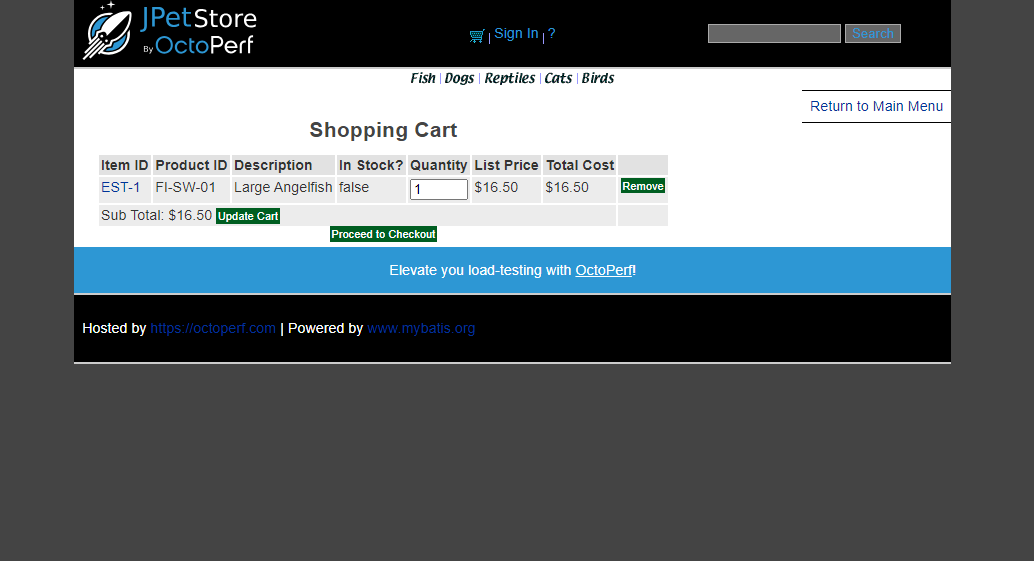 JPetStore
By OctoPerf
| Sign In | ?
Search
Fish | Dogs | Reptiles | Cats | Birds
Return to Main Menu
Shopping Cart
Item ID Product ID Description In Stock? Quantity List Price Total Cost
EST-1 FI-SW-01 Large Angelfish false 1 $16.50 $16.50 Remove
Sub Total: $16.50 Update Cart
Proceed to Checkout
Elevate you load-testing with OctoPerf!
Hosted by https://octoperf.com | Powered by www.mybatis.org